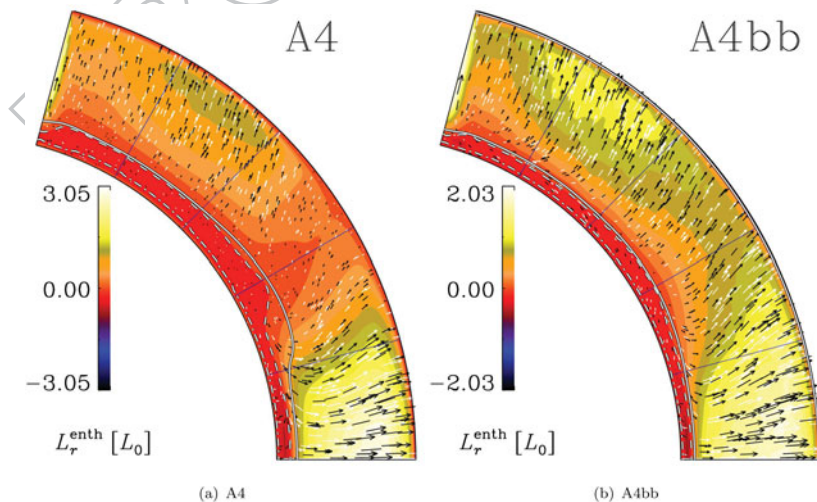 A4
A4bb
3.05
0.00
−3.05
L_r^enth [L_0]
2.03
0.00
−2.03
L_r^enth [L_0]
(a) A4
(b) A4bb